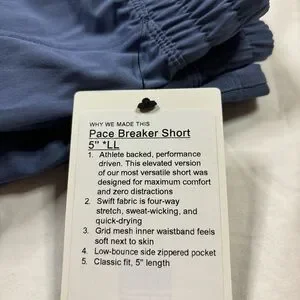 WHY WE MADE THIS
Pace Breaker Short
5" *LL
1. Athlete backed, performance
driven. This elevated version
of our most versatile short was
designed for maximum comfort
and zero distractions
2. Swift fabric is four-way
stretch, sweat-wicking, and
quick-drying
3. Grid mesh inner waistband feels
soft next to skin
4. Low-bounce side zippered pocket
5. Classic fit, 5" length